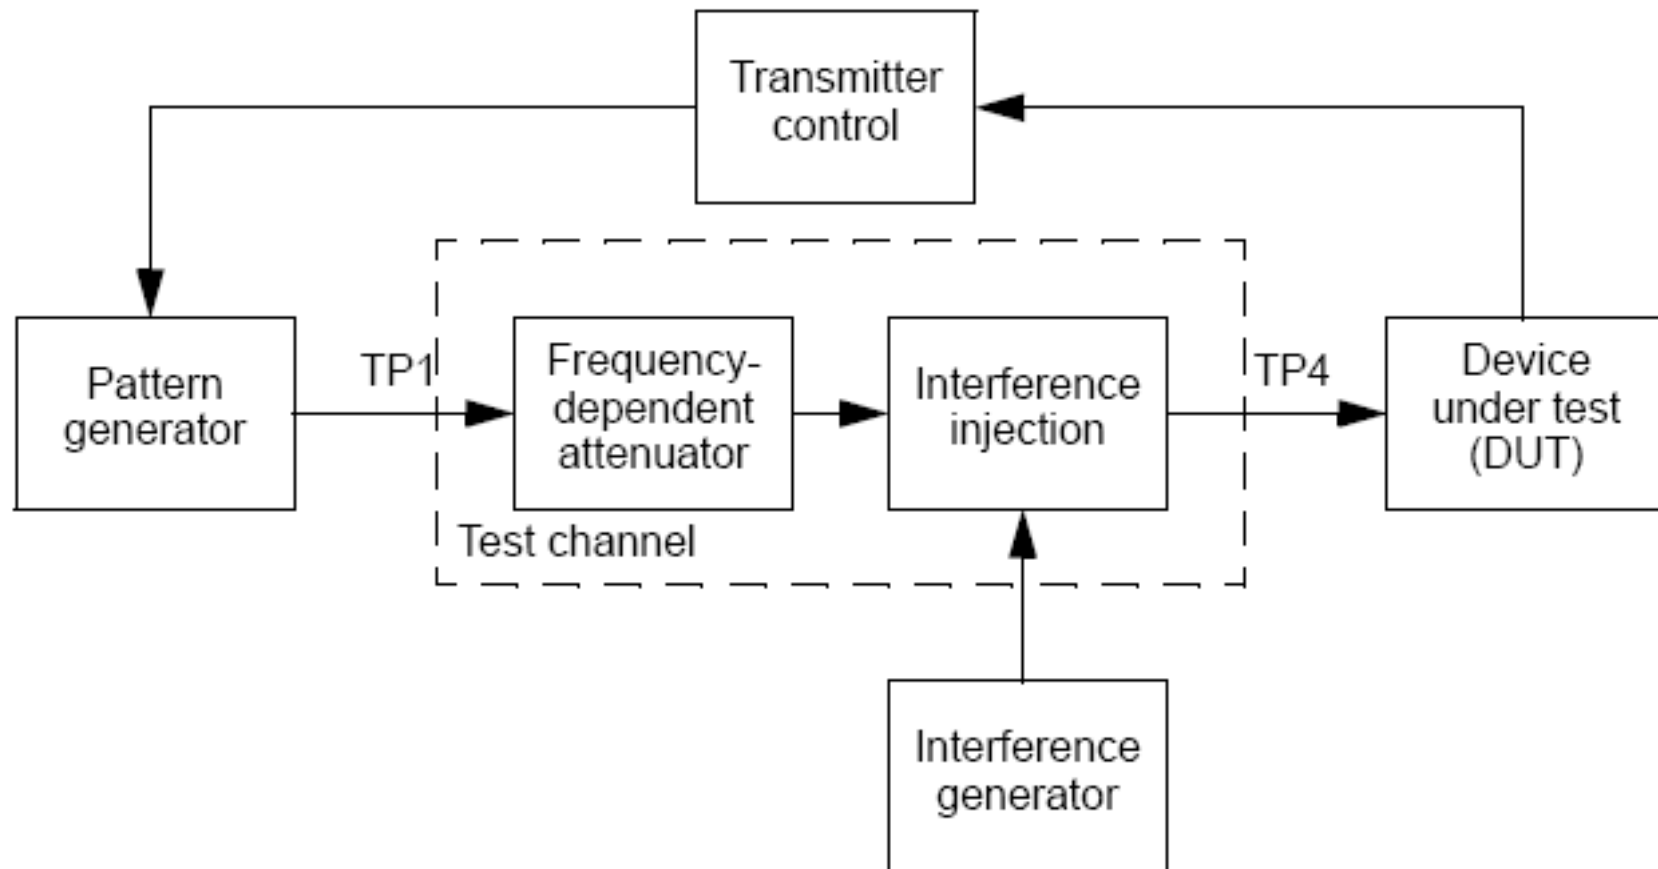 Transmitter
control
Pattern
generator
TP1
Frequency-
dependent
attenuator
Interference
injection
TP4
Device
under test
(DUT)
Test channel
Interference
generator